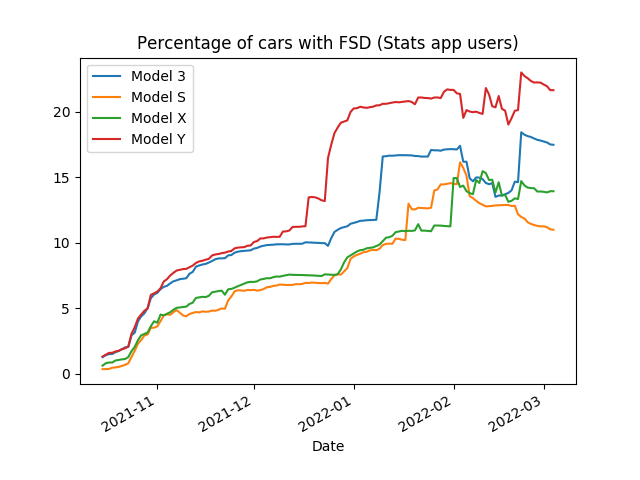 Percentage of cars with FSD (Stats app users)
Model 3
Model S
Model X
Model Y
20
15
10
5
0
2021-11
2021-12
2022-01
2022-02
2022-03
Date